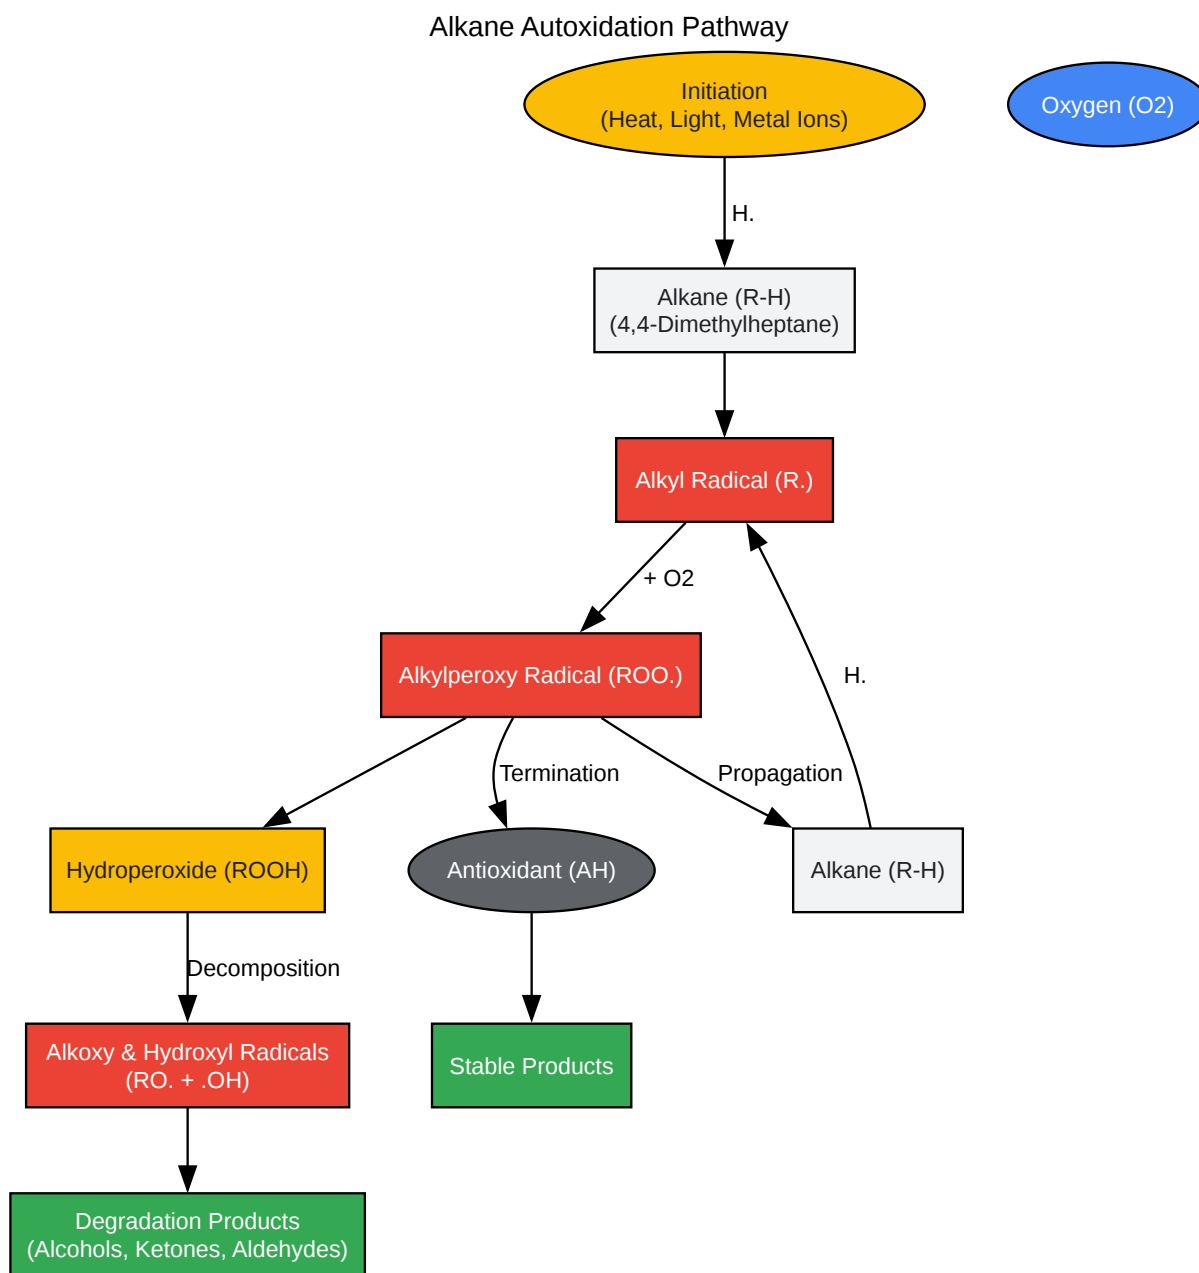 Alkane Autoxidation Pathway
Initiation
(Heat, Light, Metal Ions)
Oxygen (O2)
H.
Alkane (R-H)
(4,4-Dimethylheptane)
Alkyl Radical (R.)
+ O2
Alkylperoxy Radical (ROO.)
H.
Termination
Propagation
Hydroperoxide (ROOH)
Antioxidant (AH)
Alkane (R-H)
Decomposition
Alkoxy & Hydroxyl Radicals
(RO. + .OH)
Stable Products
Degradation Products
(Alcohols, Ketones, Aldehydes)